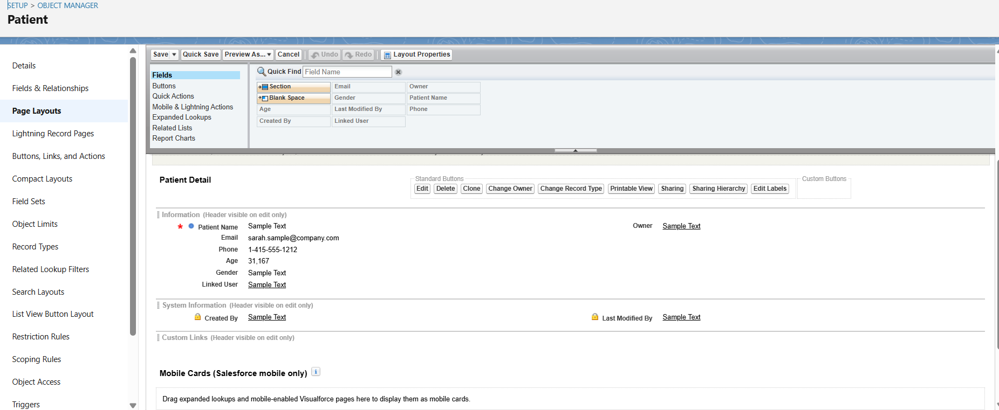 SETUP > OBJECT MANAGER
Patient
Details
Fields & Relationships
Page Layouts
Lightning Record Pages
Buttons, Links, and Actions
Compact Layouts
Field Sets
Object Limits
Record Types
Related Lookup Filters
Search Layouts
List View Button Layout
Restriction Rules
Scoping Rules
Object Access
Triggers
Save Quick Save Preview As... Cancel Undo Redo Layout Properties
Fields
Buttons
Quick Actions
Mobile & Lightning Actions
Expanded Lookups
Related Lists
Report Charts
Quick Find Field Name
Section Email Owner
Blank Space Gender Patient Name
Age Last Modified By Phone
Created By Linked User
Patient Detail
Standard Buttons Custom Buttons
Edit Delete Clone Change Owner Change Record Type Printable View Sharing Sharing Hierarchy Edit Labels
Information (Header visible on edit only)
* Patient Name Sample Text Owner Sample Text
Email sarah.sample@company.com
Phone 1-415-555-1212
Age 31,167
Gender Sample Text
Linked User Sample Text
System Information (Header visible on edit only)
Created By Sample Text Last Modified By Sample Text
Custom Links (Header visible on edit only)
Mobile Cards (Salesforce mobile only) i
Drag expanded lookups and mobile-enabled Visualforce pages here to display them as mobile cards.